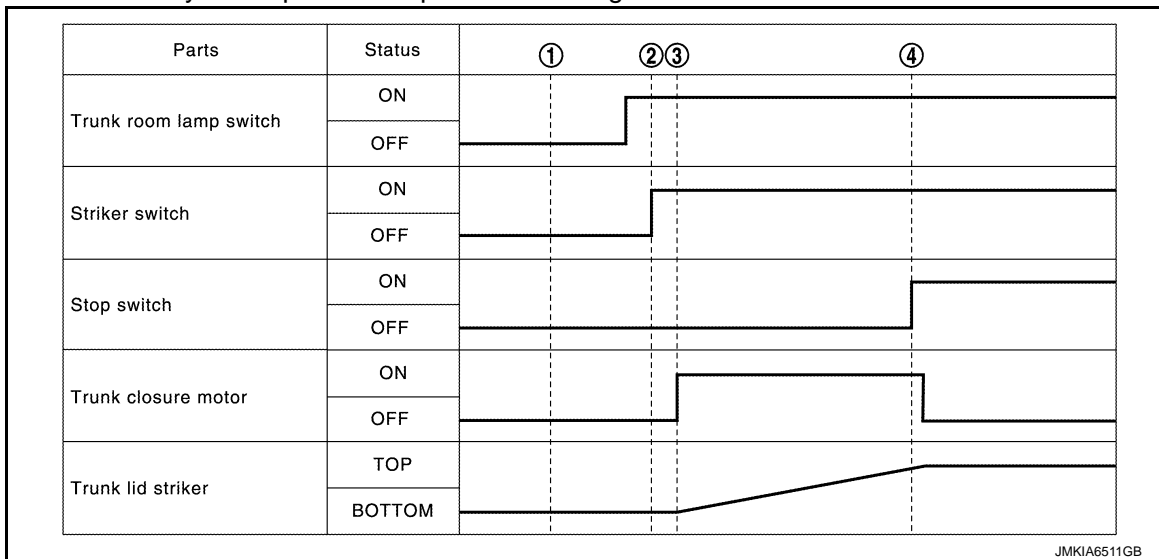 Parts Status ① ②③ ④
Trunk room lamp switch
ON
OFF
Striker switch
ON
OFF
Stop switch
ON
OFF
Trunk closure motor
ON
OFF
Trunk lid striker
TOP
BOTTOM
JMKIA6511GB